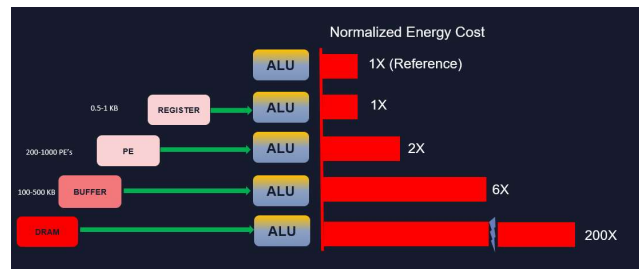 Normalized Energy Cost
ALU 1X (Reference)
0.5-1 KB REGISTER ALU 1X
200-1000 PE's PE ALU 2X
100-500 KB BUFFER ALU 6X
DRAM ALU 200X